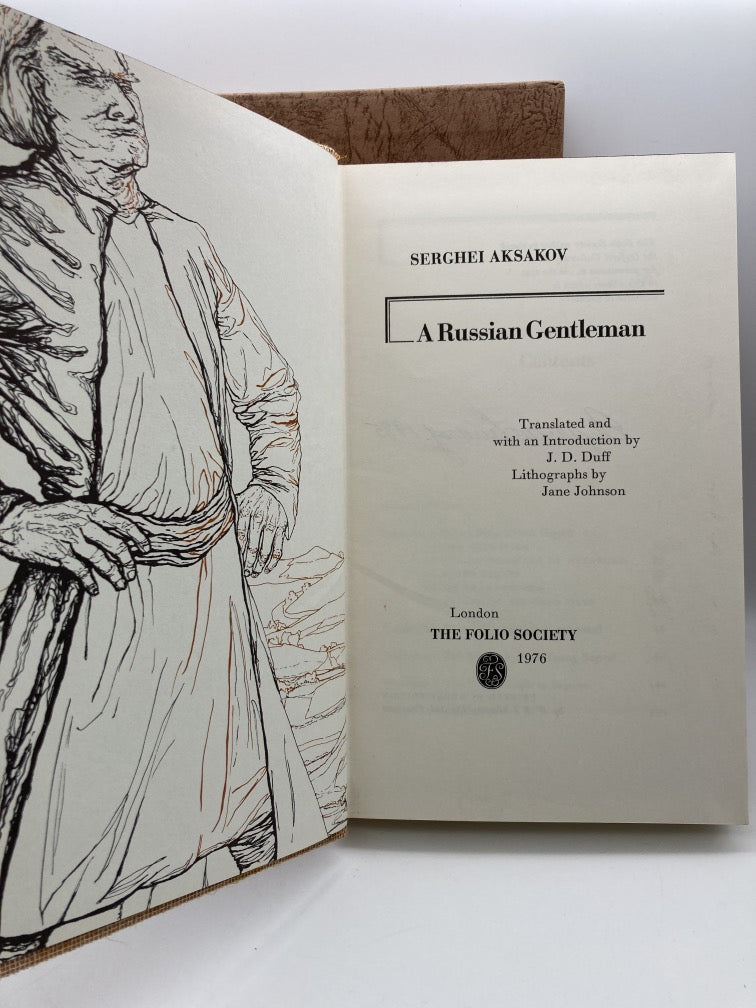 SERGHEI AKSAKOV
A Russian Gentleman
Translated and
with an Introduction by
J. D. Duff
Lithographs by
Jane Johnson
London
THE FOLIO SOCIETY
1976